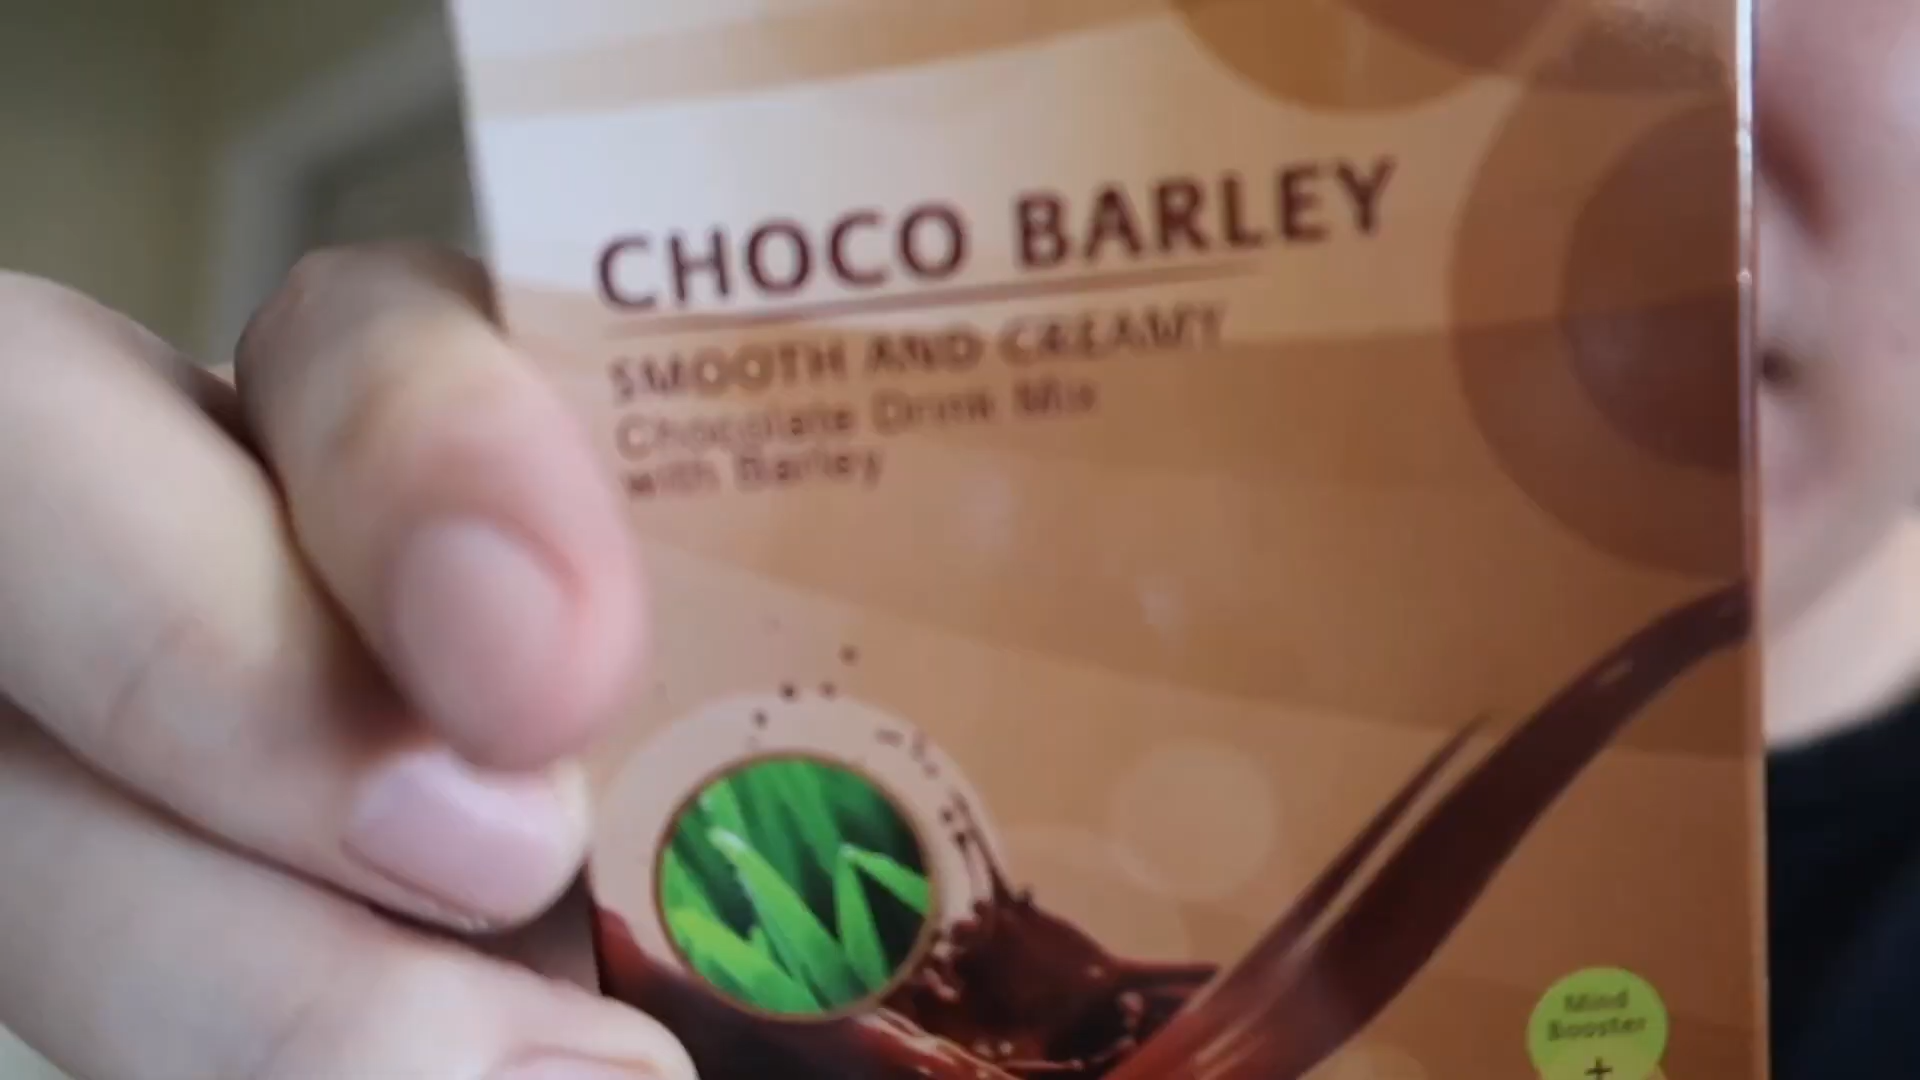 CHOCO BARLEY
SMOOTH AND CREAMY
Chocolate Drink Mix
with Barley
Mind
Booster
+